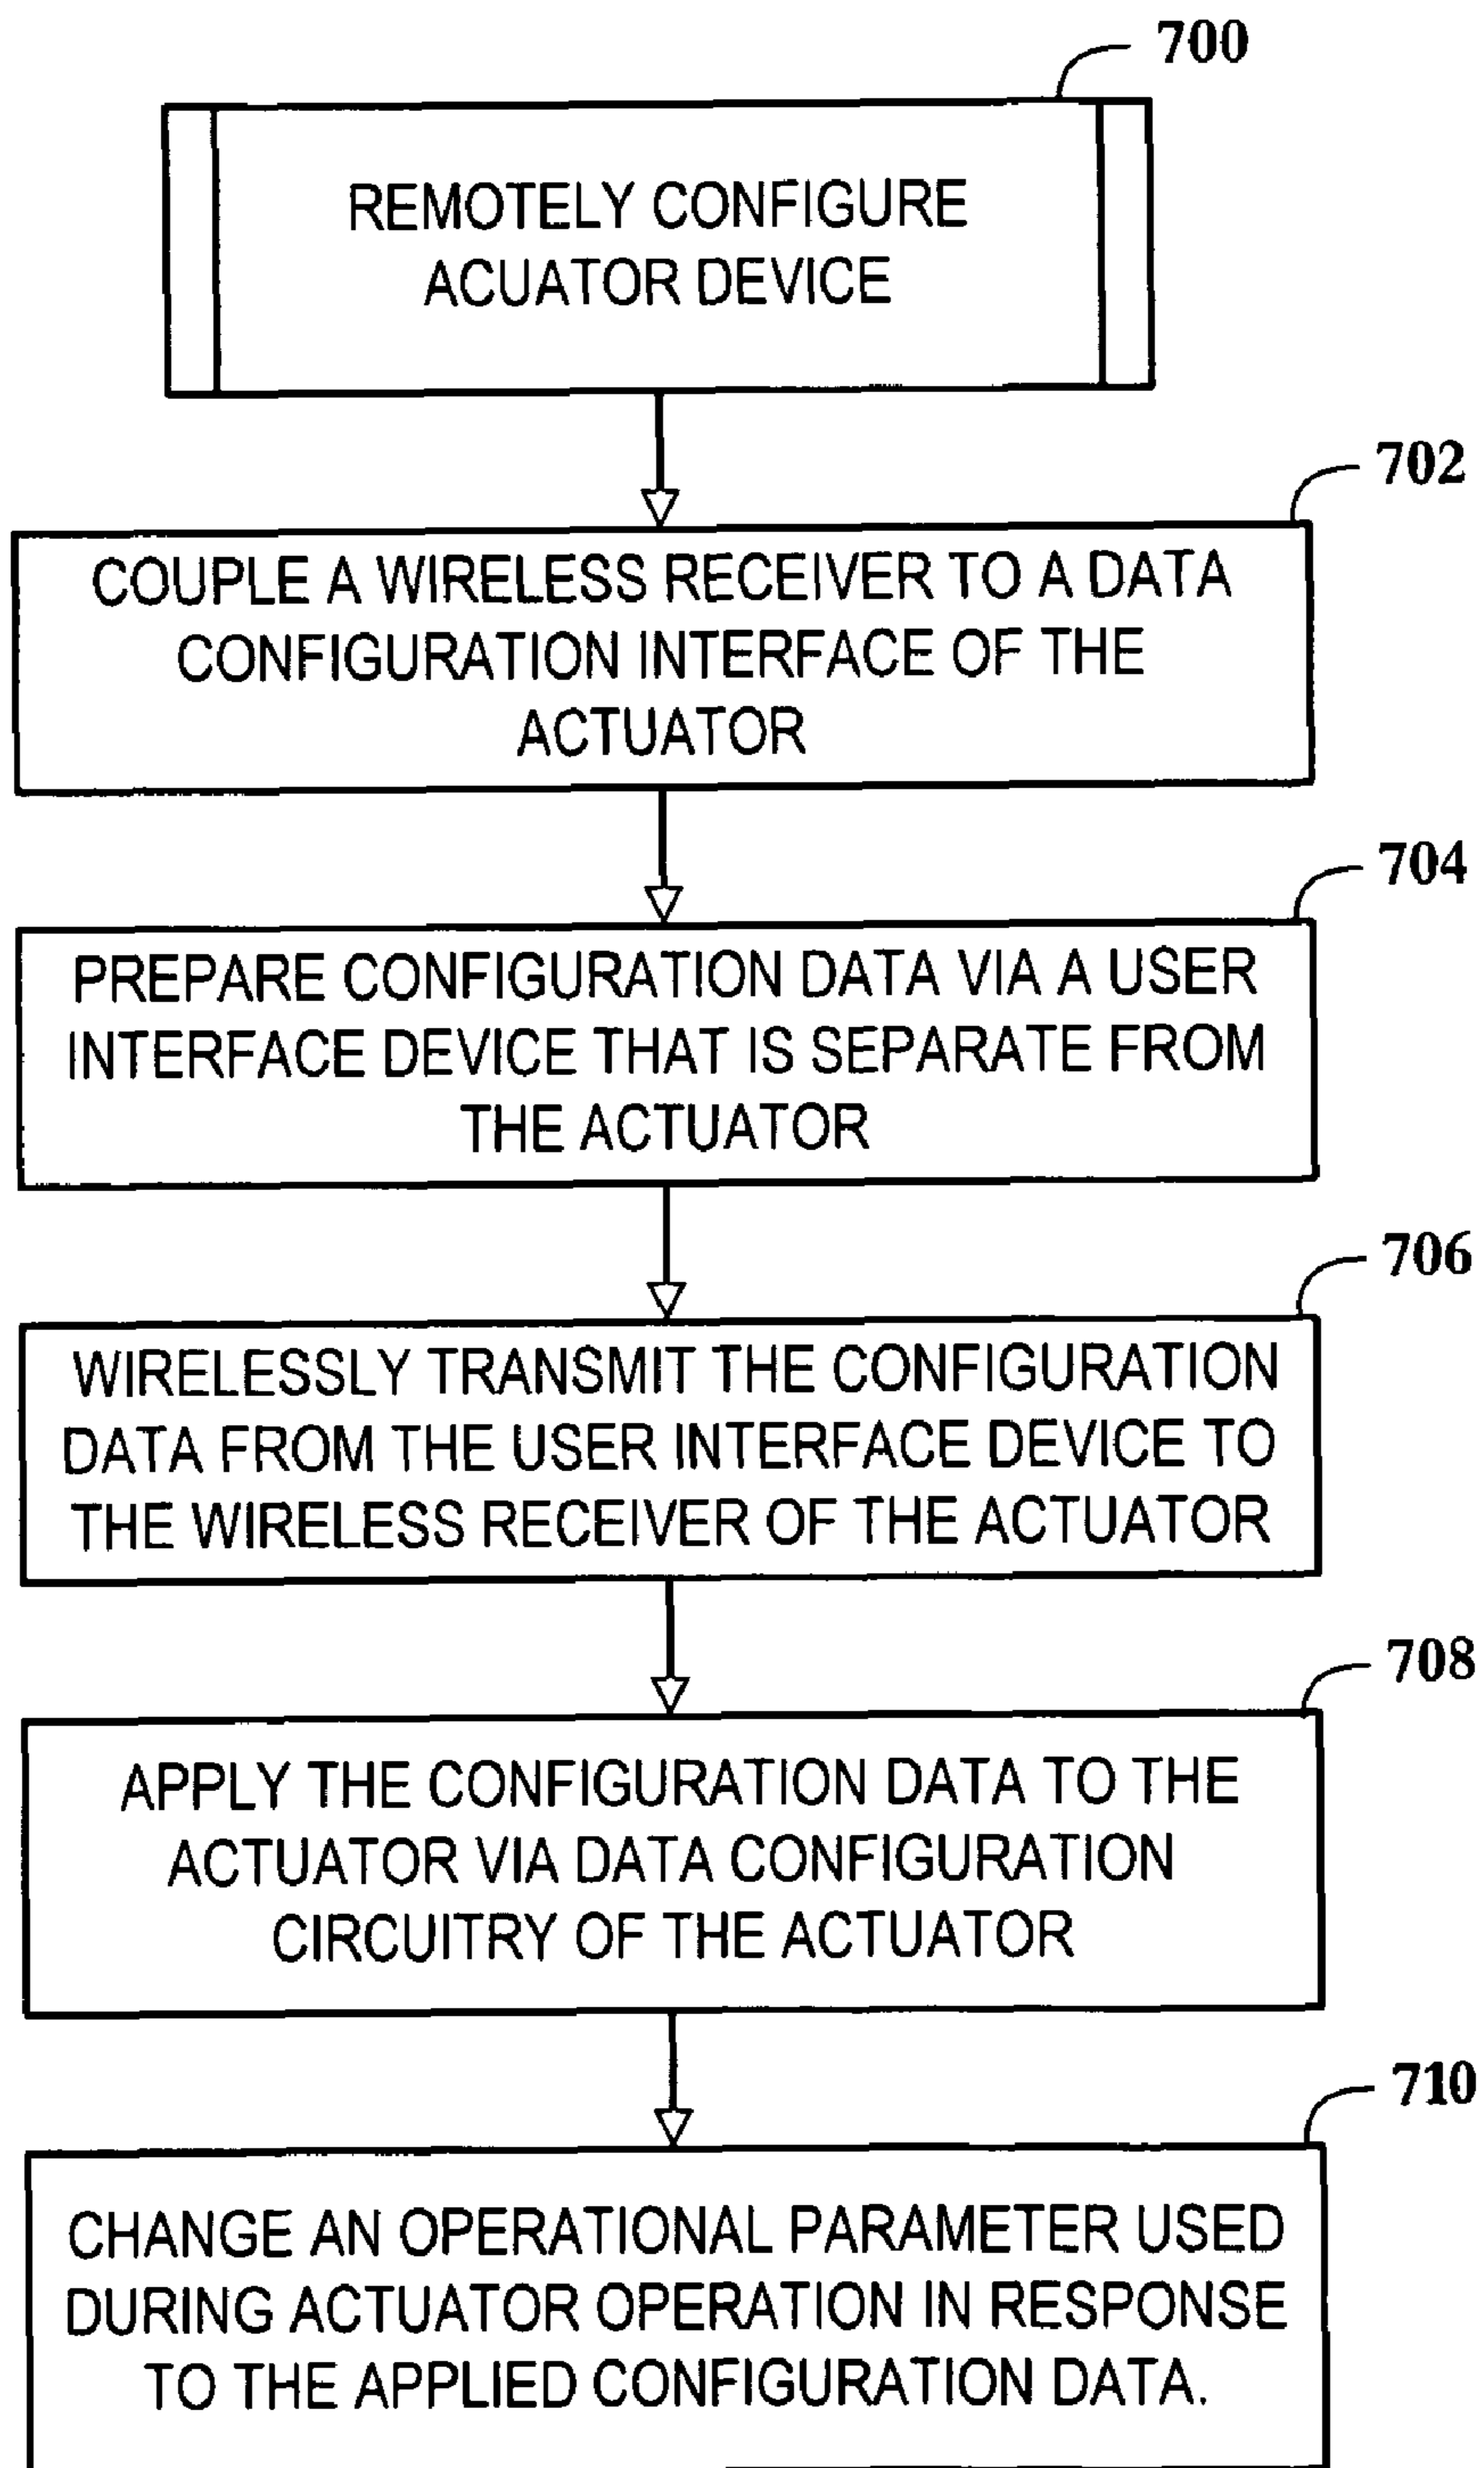 700
REMOTELY CONFIGURE
ACUATOR DEVICE
702
COUPLE A WIRELESS RECEIVER TO A DATA
CONFIGURATION INTERFACE OF THE
ACTUATOR
704
PREPARE CONFIGURATION DATA VIA A USER
INTERFACE DEVICE THAT IS SEPARATE FROM
THE ACTUATOR
706
WIRELESSLY TRANSMIT THE CONFIGURATION
DATA FROM THE USER INTERFACE DEVICE TO
THE WIRELESS RECEIVER OF THE ACTUATOR
708
APPLY THE CONFIGURATION DATA TO THE
ACTUATOR VIA DATA CONFIGURATION
CIRCUITRY OF THE ACTUATOR
710
CHANGE AN OPERATIONAL PARAMETER USED
DURING ACTUATOR OPERATION IN RESPONSE
TO THE APPLIED CONFIGURATION DATA.